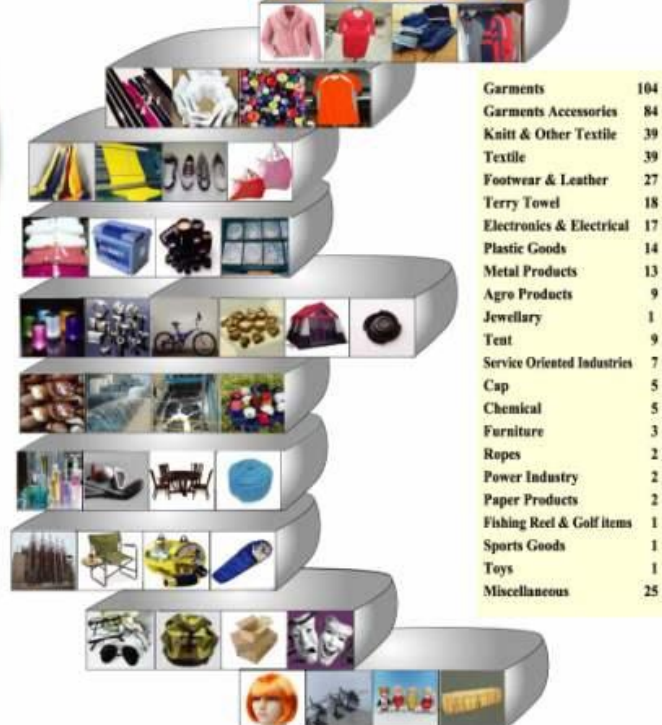 Garments 104
Garments Accessories 84
Knitt & Other Textile 39
Textile 39
Footwear & Leather 27
Terry Towel 18
Electronics & Electrical 17
Plastic Goods 14
Metal Products 13
Agro Products 9
Jewellary 1
Tent 9
Service Oriented Industries 7
Cap 5
Chemical 5
Furniture 3
Ropes 2
Power Industry 2
Paper Products 2
Fishing Reel & Golf items 1
Sports Goods 1
Toys 1
Miscellaneous 25